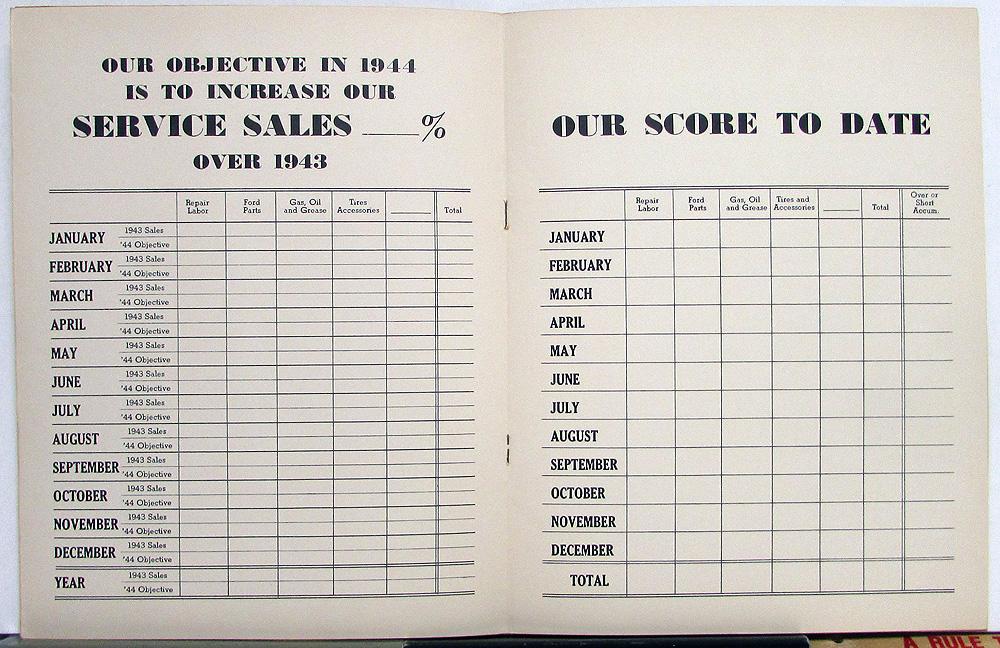 OUR OBJECTIVE IN 1944
IS TO INCREASE OUR
SERVICE SALES ____%
OVER 1943
Repair Labor Ford Parts Gas, Oil and Grease Tires Accessories Total
JANUARY 1943 Sales
'44 Objective
FEBRUARY 1943 Sales
'44 Objective
MARCH 1943 Sales
'44 Objective
APRIL 1943 Sales
'44 Objective
MAY 1943 Sales
'44 Objective
JUNE 1943 Sales
'44 Objective
JULY 1943 Sales
'44 Objective
AUGUST 1943 Sales
'44 Objective
SEPTEMBER 1943 Sales
'44 Objective
OCTOBER 1943 Sales
'44 Objective
NOVEMBER 1943 Sales
'44 Objective
DECEMBER 1943 Sales
'44 Objective
YEAR 1943 Sales
'44 Objective
OUR SCORE TO DATE
Repair Labor Ford Parts Gas, Oil and Grease Tires and Accessories Total Over or Short Accum.
JANUARY
FEBRUARY
MARCH
APRIL
MAY
JUNE
JULY
AUGUST
SEPTEMBER
OCTOBER
NOVEMBER
DECEMBER
TOTAL
A RULE